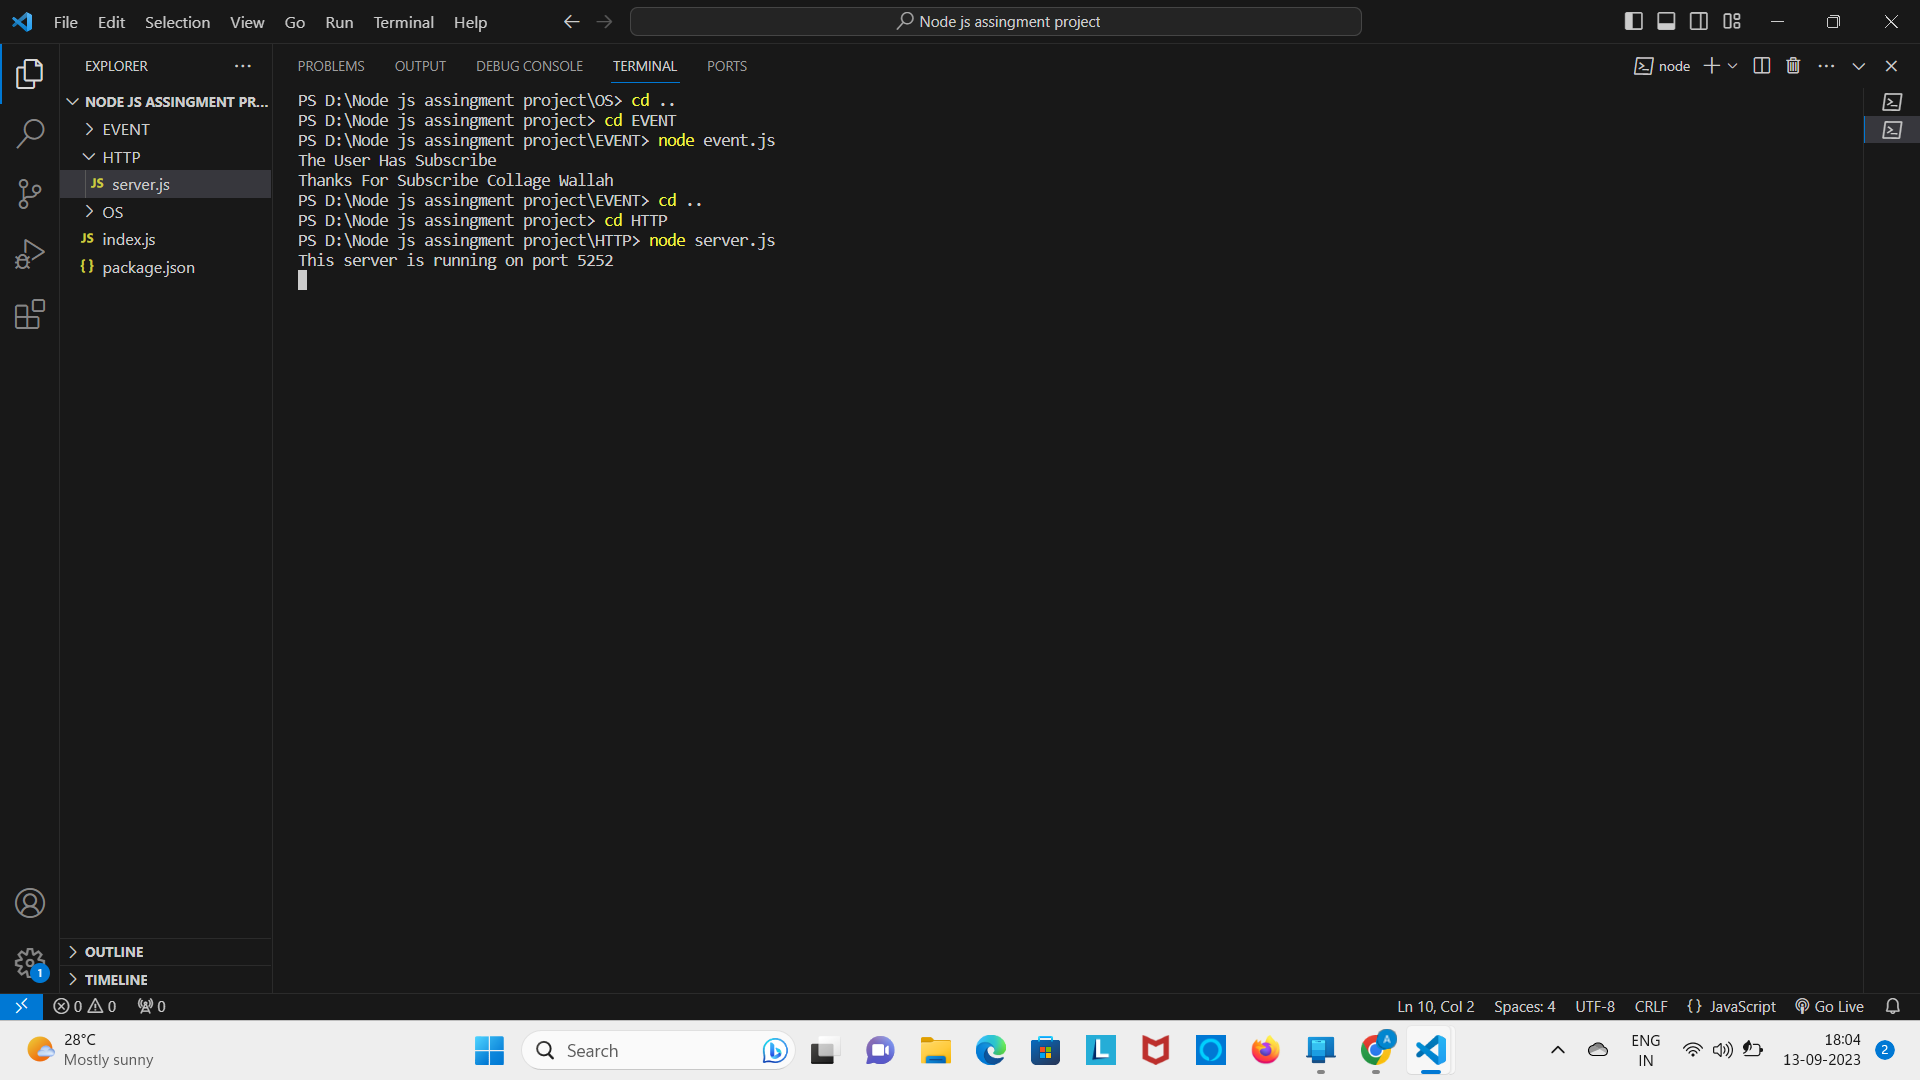 File Edit Selection View Go Run Terminal Help
Node js assingment project
EXPLORER
NODE JS ASSINGMENT PR...
EVENT
HTTP
JS server.js
OS
JS index.js
{} package.json
OUTLINE
TIMELINE
PROBLEMS OUTPUT DEBUG CONSOLE TERMINAL PORTS
node
PS D:\Node js assingment project\OS> cd ..
PS D:\Node js assingment project> cd EVENT
PS D:\Node js assingment project\EVENT> node event.js
The User Has Subscribe
Thanks For Subscribe Collage Wallah
PS D:\Node js assingment project\EVENT> cd ..
PS D:\Node js assingment project> cd HTTP
PS D:\Node js assingment project\HTTP> node server.js
This server is running on port 5252
1
0 0 0
Ln 10, Col 2 Spaces: 4 UTF-8 CRLF {} JavaScript Go Live
28°C
Mostly sunny
Search
L
A
ENG
IN
18:04
13-09-2023
2